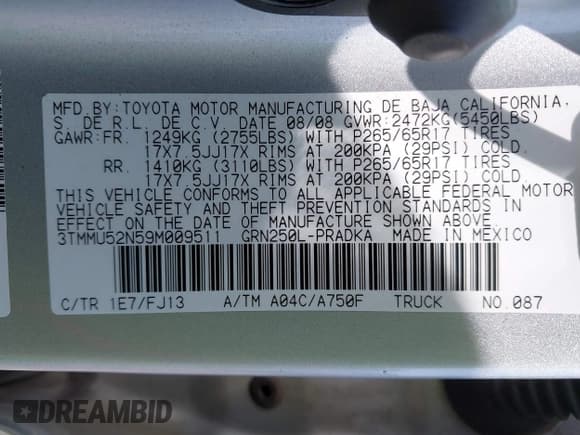 MFD. BY: TOYOTA MOTOR MANUFACTURING DE BAJA CALIFORNIA,
S. DE R. L. DE C. V. DATE 08/08 GVWR: 2472KG(5450LBS)
GAWR: FR. 1249KG (2755LBS) WITH P265/65R17 TIRES
17X7.5JJ17X RIMS AT 200KPA (29PSI) COLD.
RR. 1410KG (3110LBS) WITH P265/65R17 TIRES
17X7.5JJ17X RIMS AT 200KPA (29PSI) COLD.
THIS VEHICLE CONFORMS TO ALL APPLICABLE FEDERAL MOTOR
VEHICLE SAFETY AND THEFT PREVENTION STANDARDS IN
EFFECT ON THE DATE OF MANUFACTURE SHOWN ABOVE.
3TMMU52N59M009511 GRN250L-PRADKA MADE IN MEXICO
C/TR 1E7/FJ13 A/TM A04C/A750F TRUCK NO. 087
DREAMBID